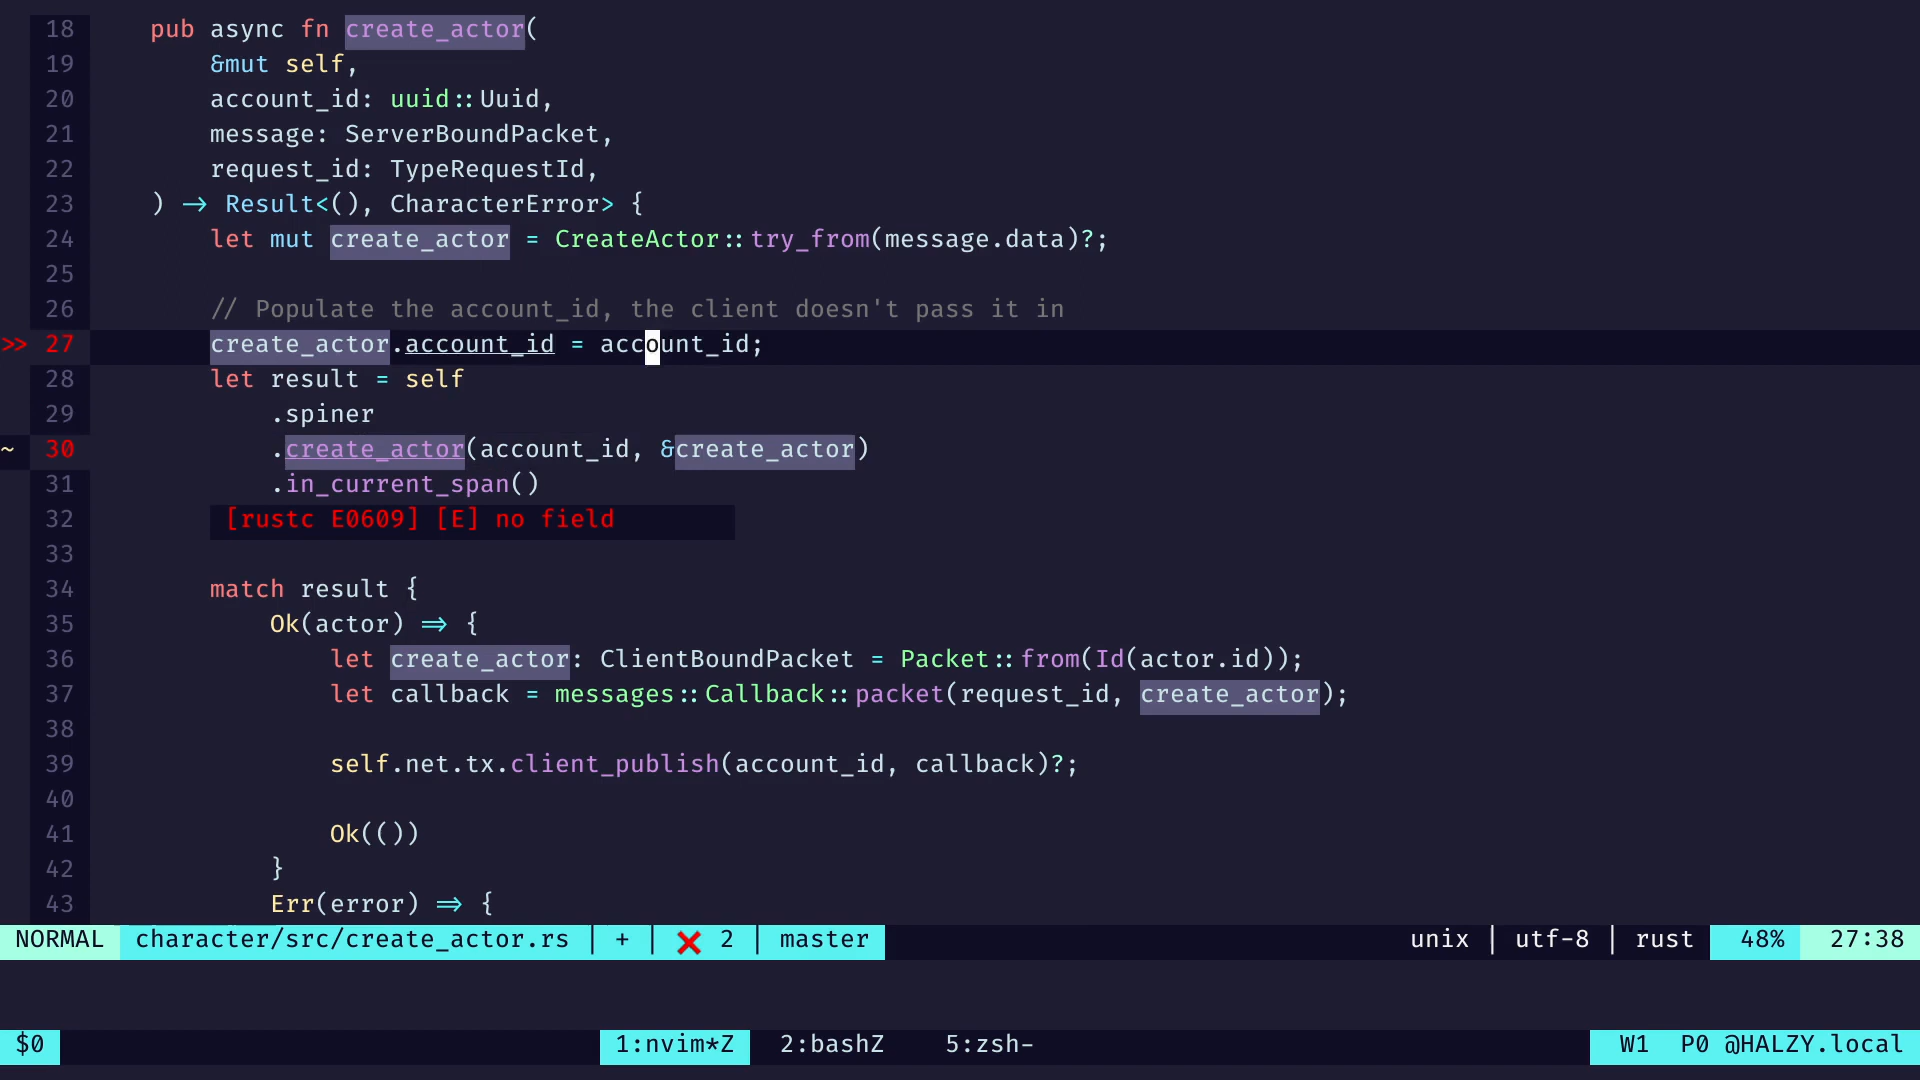 18 pub async fn create_actor(
19 &mut self,
20 account_id: uuid::Uuid,
21 message: ServerBoundPacket,
22 request_id: TypeRequestId,
23 ) -> Result<(), CharacterError> {
24 let mut create_actor = CreateActor::try_from(message.data)?;
25
26 // Populate the account_id, the client doesn't pass it in
>> 27 create_actor.account_id = account_id;
28 let result = self
29 .spiner
~ 30 .create_actor(account_id, &create_actor)
31 .in_current_span()
32 [rustc E0609] [E] no field
33
34 match result {
35 Ok(actor) => {
36 let create_actor: ClientBoundPacket = Packet::from(Id(actor.id));
37 let callback = messages::Callback::packet(request_id, create_actor);
38
39 self.net.tx.client_publish(account_id, callback)?;
40
41 Ok(())
42 }
43 Err(error) => {
NORMAL character/src/create_actor.rs | + | ❌ 2 | master unix | utf-8 | rust 48% 27:38
$0 1:nvim*Z 2:bashZ 5:zsh- W1 P0 @HALZY.local